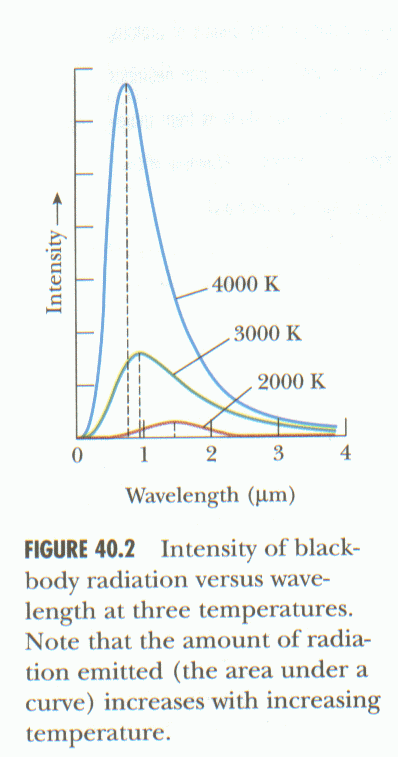 Intensity →
4000 K
3000 K
2000 K
0 1 2 3 4
Wavelength (μm)
FIGURE 40.2 Intensity of black-
body radiation versus wave-
length at three temperatures.
Note that the amount of radia-
tion emitted (the area under a
curve) increases with increasing
temperature.